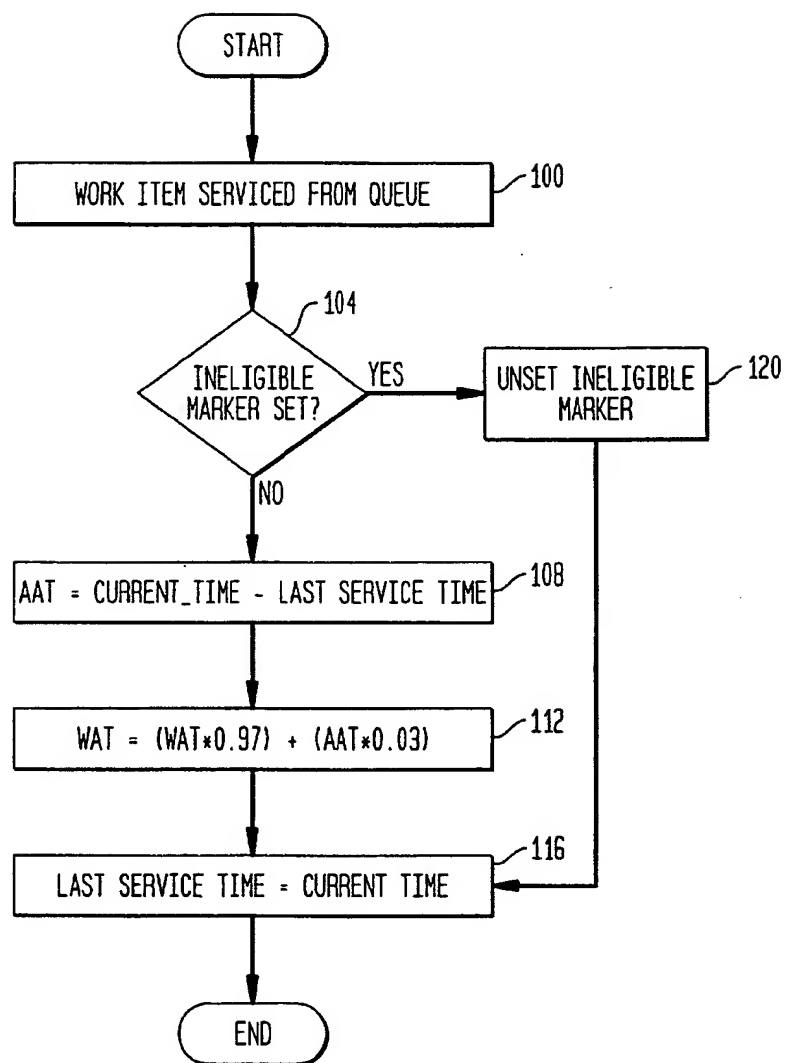 START
WORK ITEM SERVICED FROM QUEUE
100
104
INELIGIBLE
MARKER SET?
YES
UNSET INELIGIBLE
MARKER
120
NO
AAT = CURRENT_TIME - LAST SERVICE TIME
108
WAT = (WAT*0.97) + (AAT*0.03)
112
116
LAST SERVICE TIME = CURRENT TIME
END